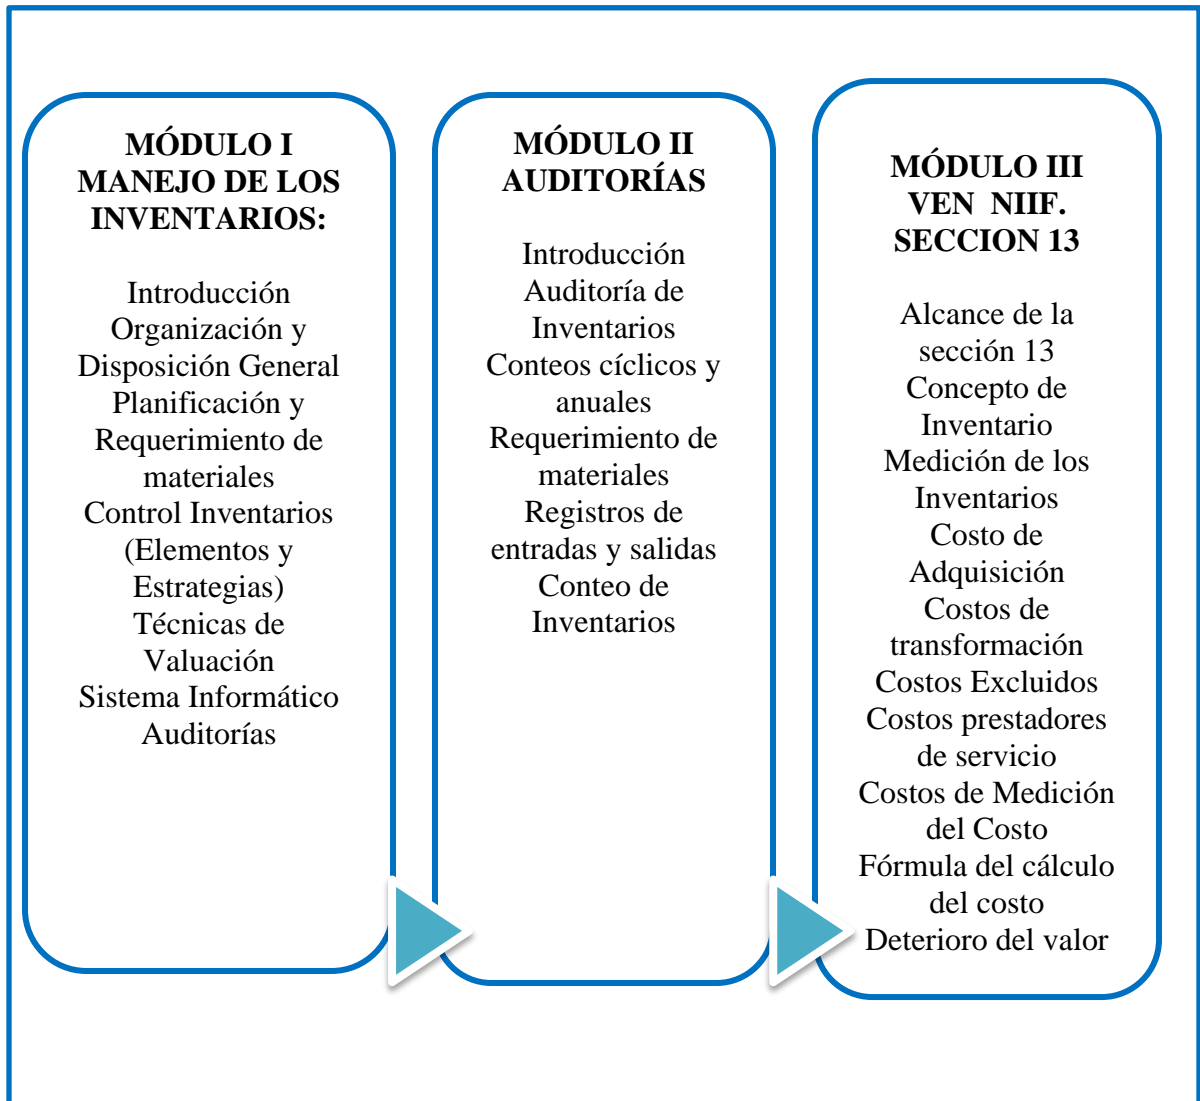 MÓDULO I
MANEJO DE LOS
INVENTARIOS:
Introducción
Organización y
Disposición General
Planificación y
Requerimiento de
materiales
Control Inventarios
(Elementos y
Estrategias)
Técnicas de
Valuación
Sistema Informático
Auditorías
MÓDULO II
AUDITORÍAS
Introducción
Auditoría de
Inventarios
Conteos cíclicos y
anuales
Requerimiento de
materiales
Registros de
entradas y salidas
Conteo de
Inventarios
MÓDULO III
VEN NIIF.
SECCION 13
Alcance de la
sección 13
Concepto de
Inventario
Medición de los
Inventarios
Costo de
Adquisición
Costos de
transformación
Costos Excluidos
Costos prestadores
de servicio
Costos de Medición
del Costo
Fórmula del cálculo
del costo
Deterioro del valor